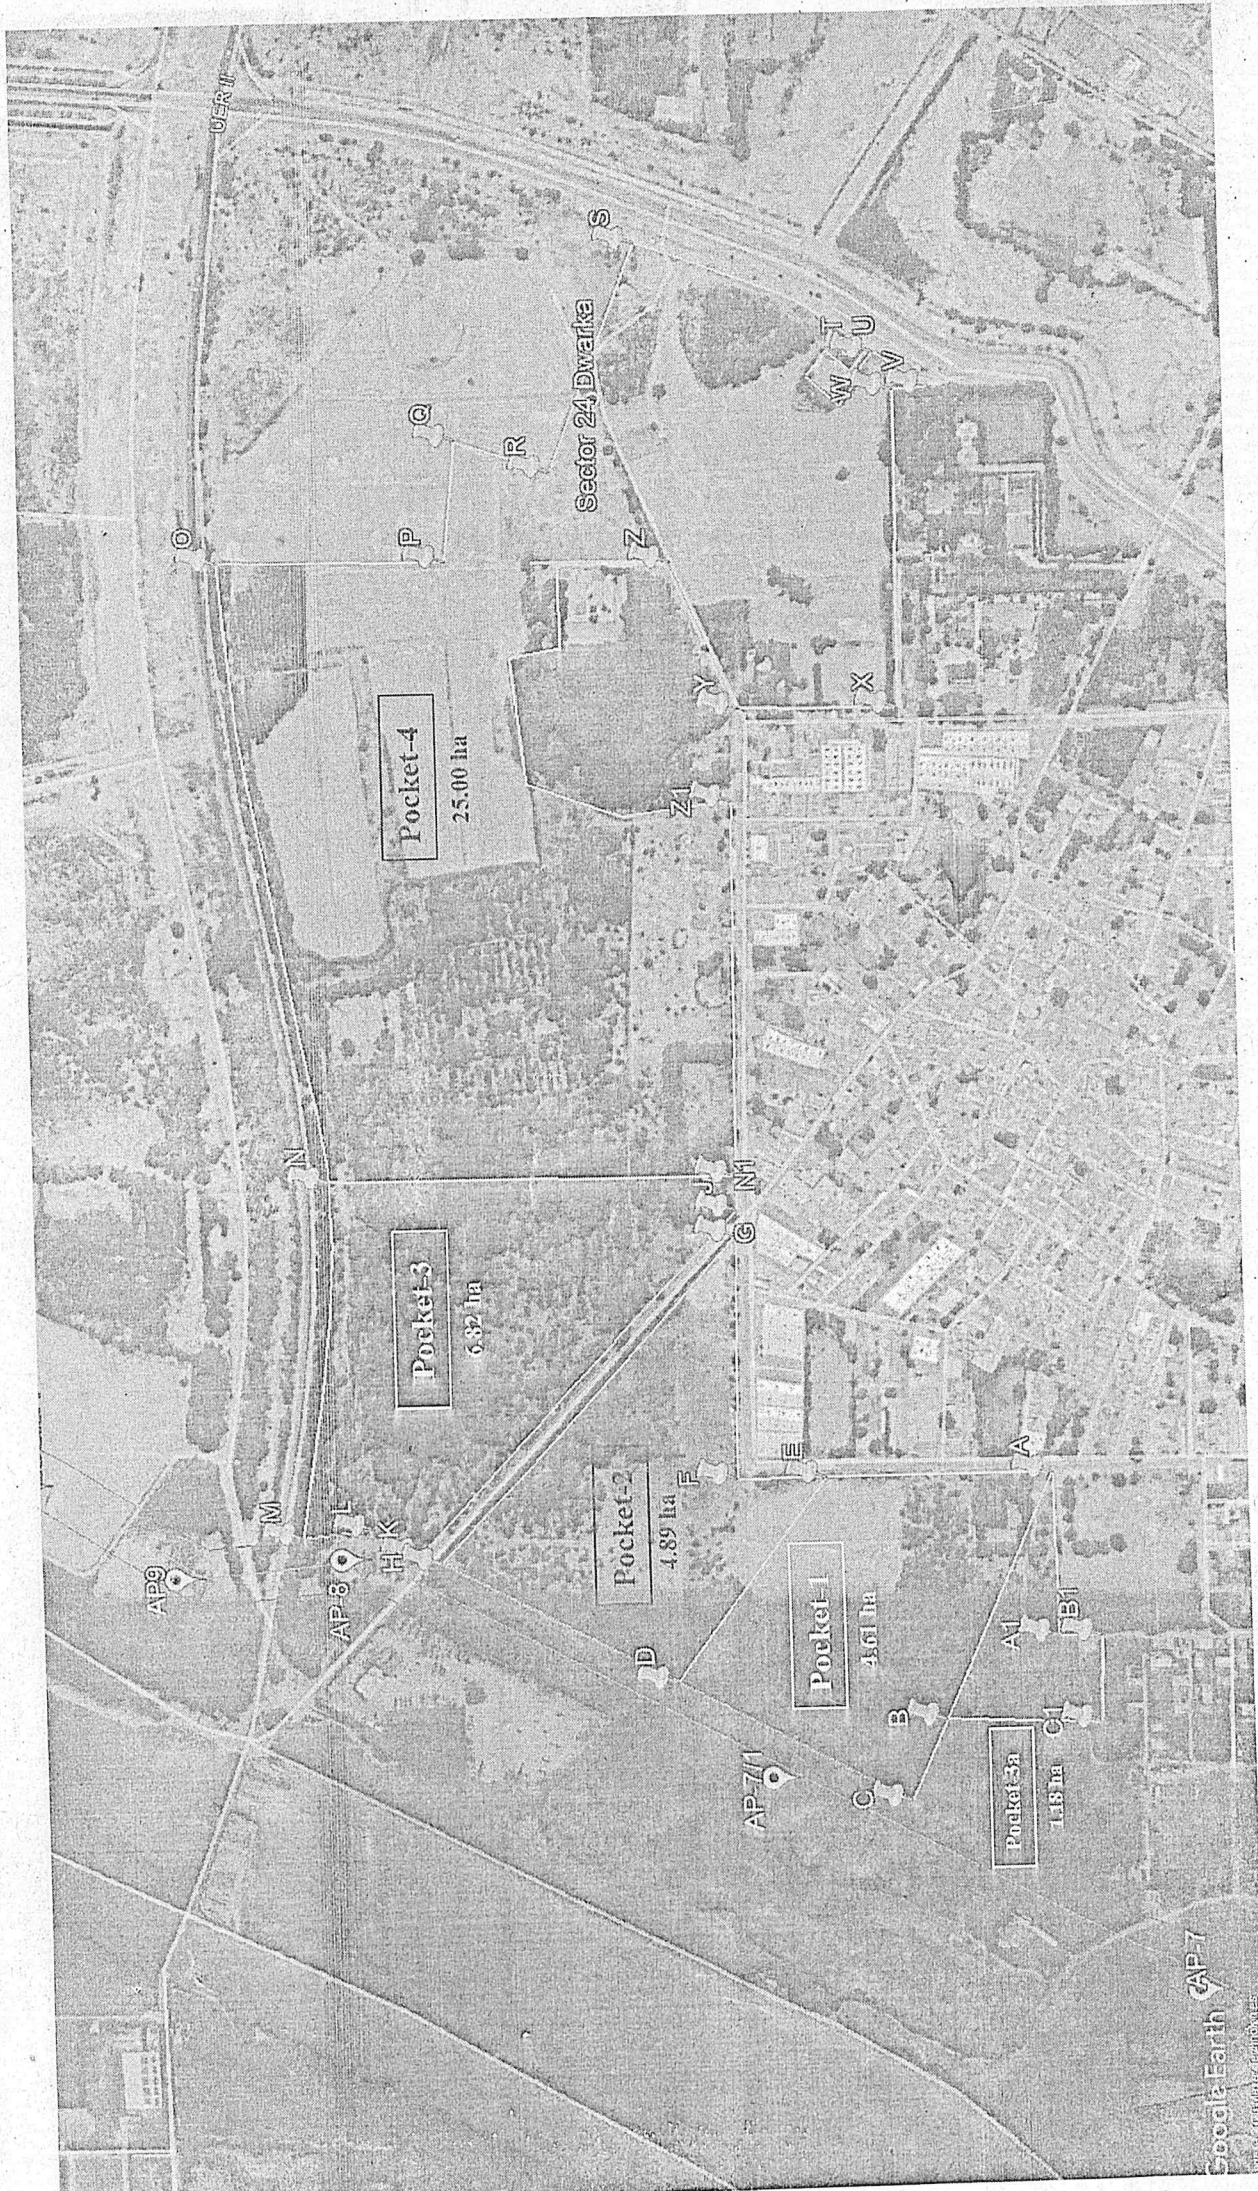 UER II
S
Sector 24, Dwarka
T
U
V
W
Q
R
O
P
Z
Y
X
Z1
Pocket-4
25.00 ha
N
J
N1
G
Pocket-3
6.82 ha
M
L
K
H
AP9
AP-8
F
E
A
Pocket-2
4.89 ha
D
Pocket-1
4.61 ha
A1
B1
B
C1
C
AP-7/1
Pocket-3a
1.18 ha
AP-7
Google Earth